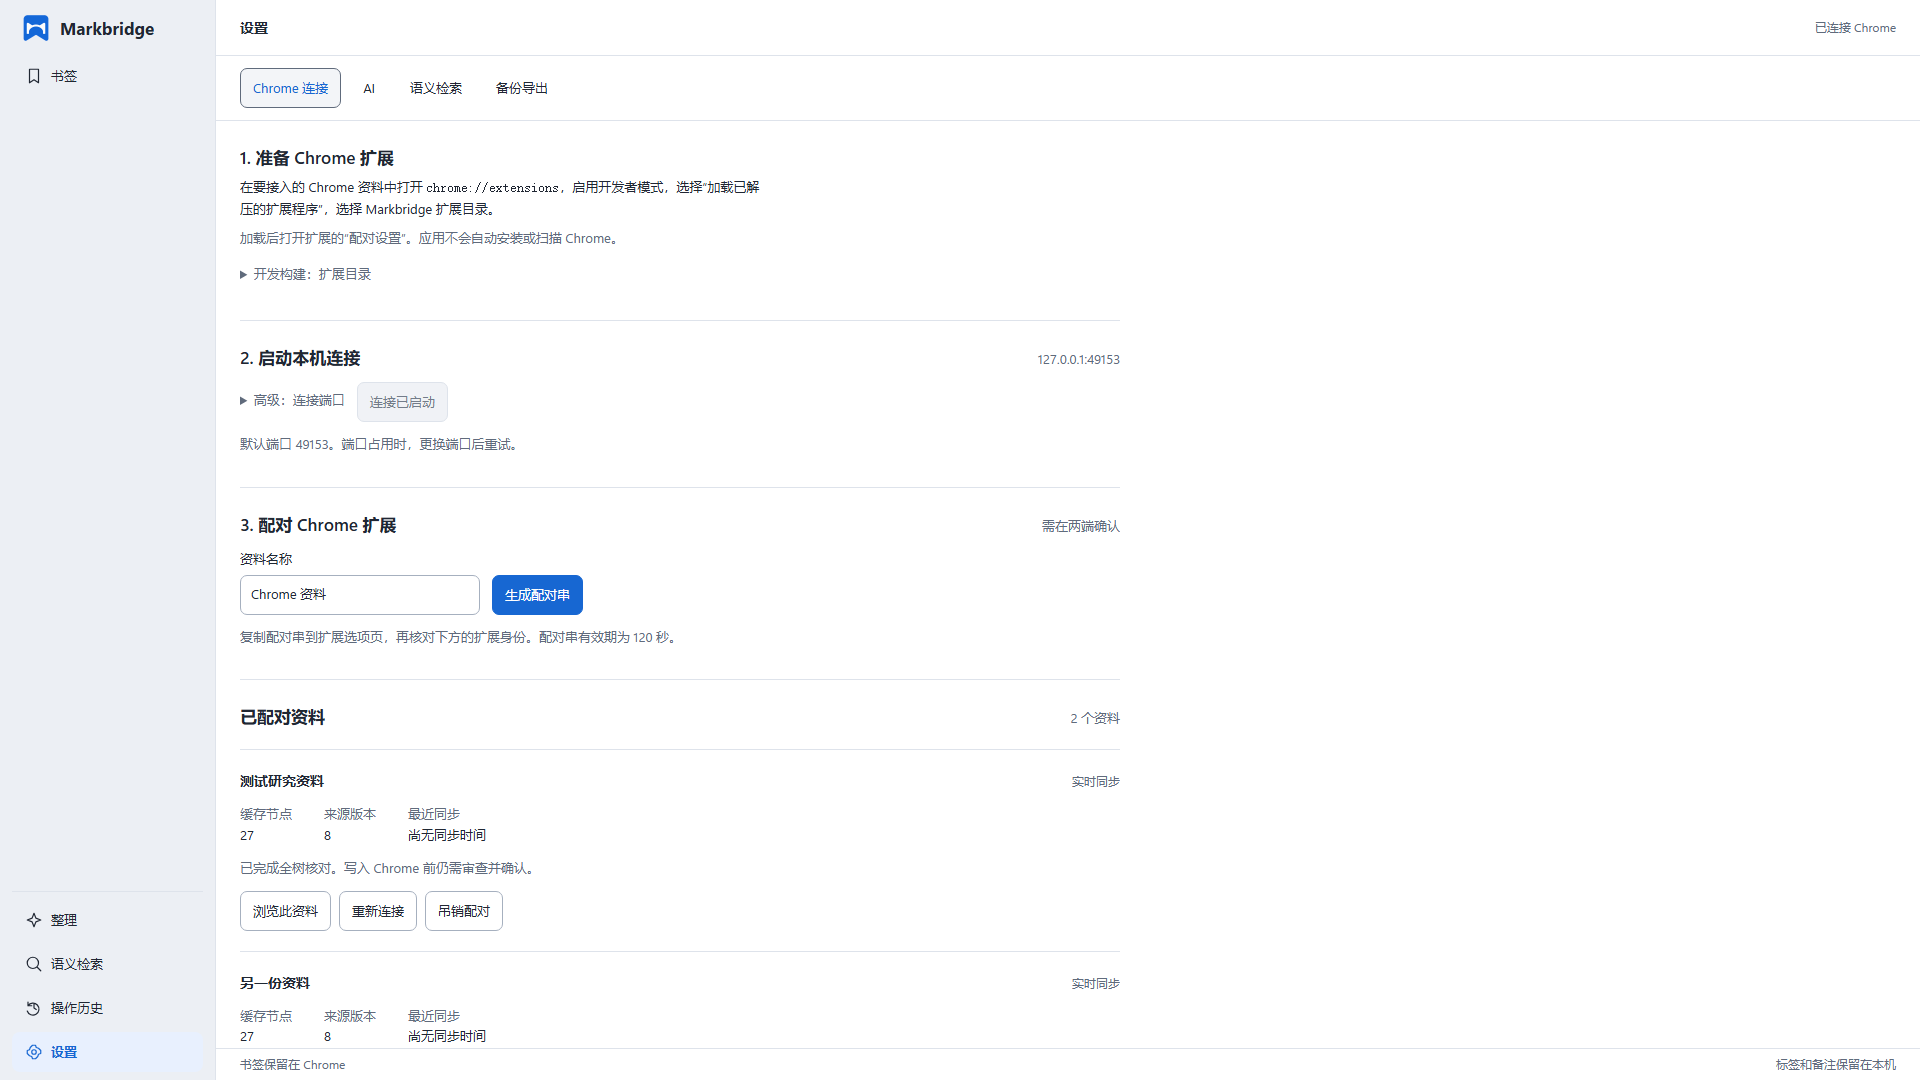 Markbridge
书签
整理
语义检索
操作历史
设置
设置
已连接 Chrome
Chrome 连接
AI
语义检索
备份导出
1. 准备 Chrome 扩展
在要接入的 Chrome 资料中打开 chrome://extensions，启用开发者模式，选择“加载已解
压的扩展程序”，选择 Markbridge 扩展目录。
加载后打开扩展的“配对设置”。应用不会自动安装或扫描 Chrome。
开发构建：扩展目录
2. 启动本机连接
127.0.0.1:49153
高级：连接端口
连接已启动
默认端口 49153。端口占用时，更换端口后重试。
3. 配对 Chrome 扩展
需在两端确认
资料名称
Chrome 资料
生成配对串
复制配对串到扩展选项页，再核对下方的扩展身份。配对串有效期为 120 秒。
已配对资料
2 个资料
测试研究资料
实时同步
缓存节点 来源版本 最近同步
27 8 尚无同步时间
已完成全树核对。写入 Chrome 前仍需审查并确认。
浏览此资料
重新连接
吊销配对
另一份资料
实时同步
缓存节点 来源版本 最近同步
27 8 尚无同步时间
书签保留在 Chrome
标签和备注保留在本机